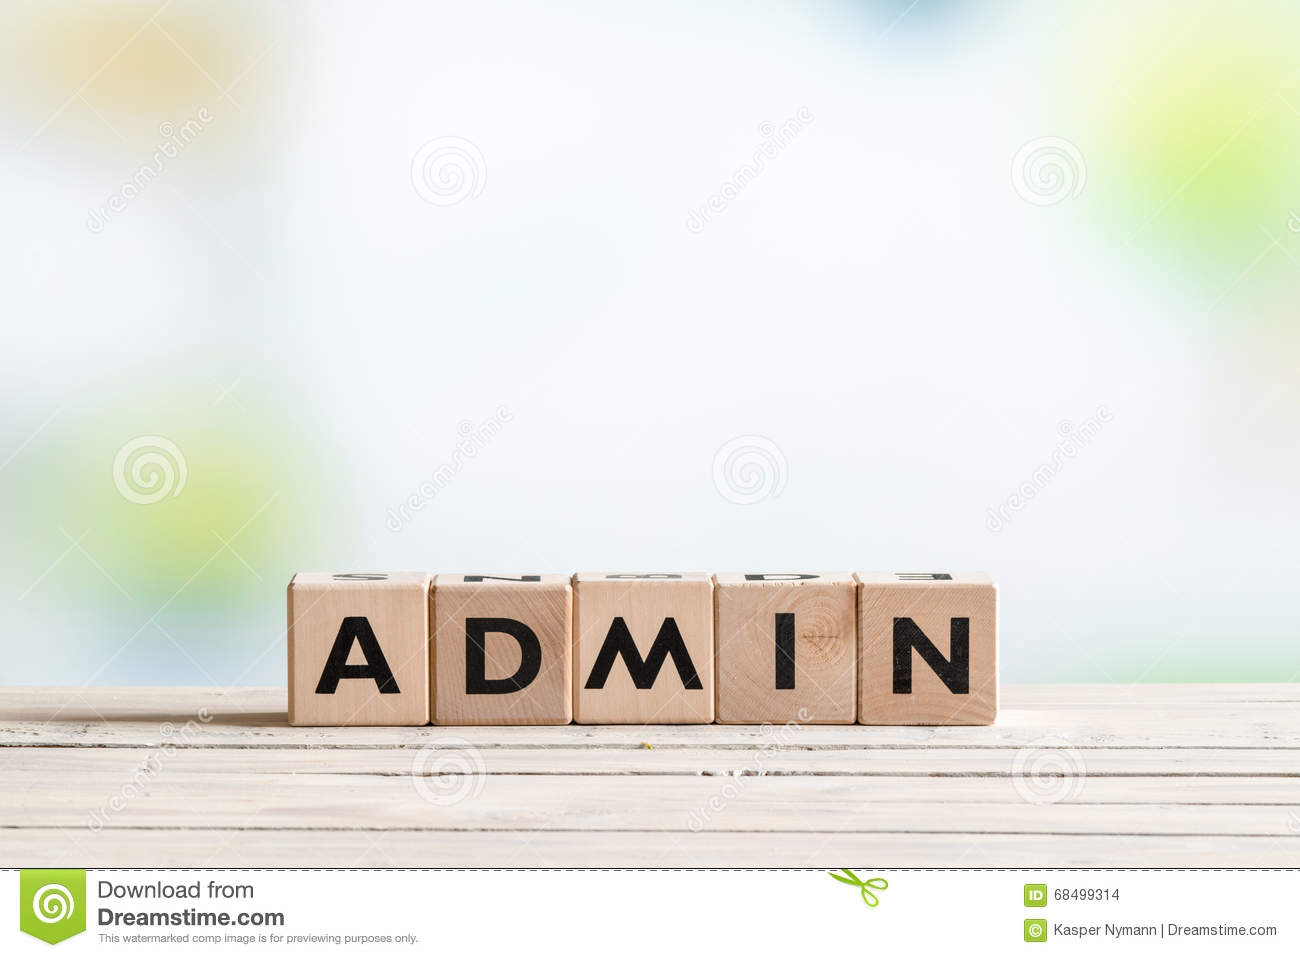 ADMIN
Download from
Dreamstime.com
This watermarked comp image is for previewing purposes only.
ID 68499314
© Kasper Nymann | Dreamstime.com